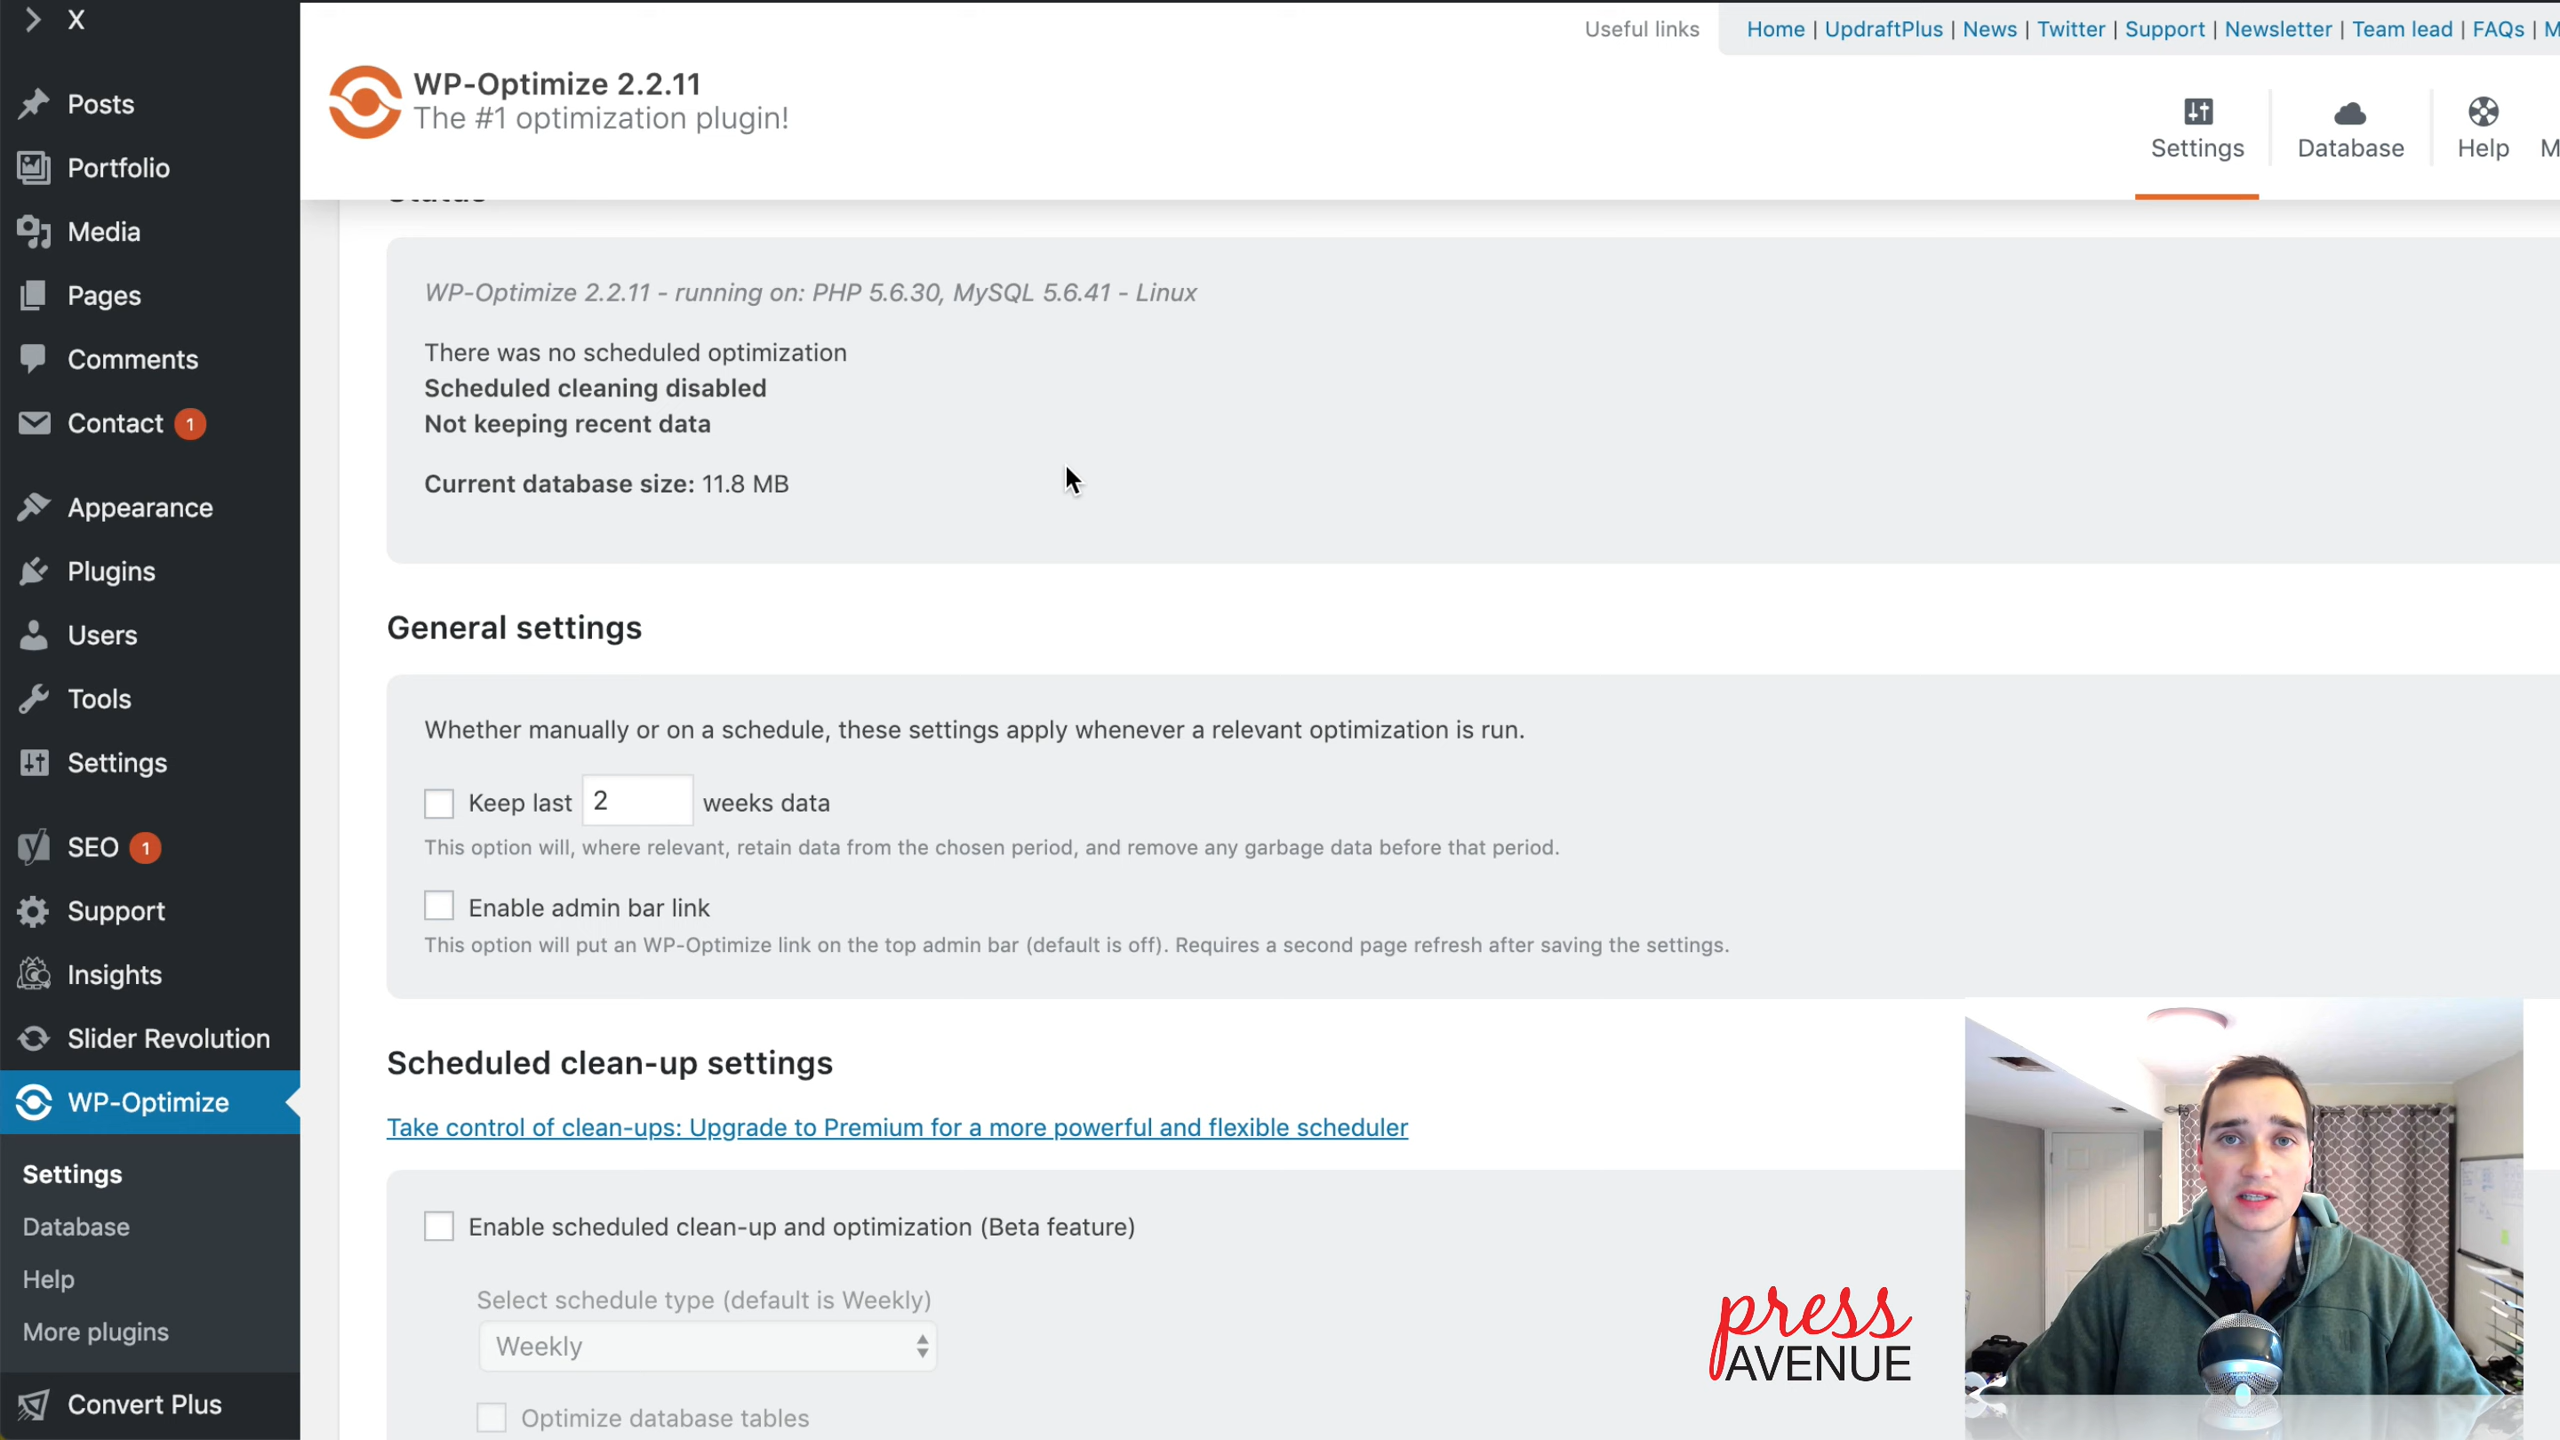 X
Posts
Portfolio
Media
Pages
Comments
Contact 1
Appearance
Plugins
Users
Tools
Settings
SEO 1
Support
Insights
Slider Revolution
WP-Optimize
Settings
Database
Help
More plugins
Convert Plus
Useful links
Home | UpdraftPlus | News | Twitter | Support | Newsletter | Team lead | FAQs |
WP-Optimize 2.2.11
The #1 optimization plugin!
Settings
Database
Help
Status
WP-Optimize 2.2.11 - running on: PHP 5.6.30, MySQL 5.6.41 - Linux
There was no scheduled optimization
Scheduled cleaning disabled
Not keeping recent data
Current database size: 11.8 MB
General settings
Whether manually or on a schedule, these settings apply whenever a relevant optimization is run.
Keep last 2 weeks data
This option will, where relevant, retain data from the chosen period, and remove any garbage data before that period.
Enable admin bar link
This option will put an WP-Optimize link on the top admin bar (default is off). Requires a second page refresh after saving the settings.
Scheduled clean-up settings
Take control of clean-ups: Upgrade to Premium for a more powerful and flexible scheduler
Enable scheduled clean-up and optimization (Beta feature)
Select schedule type (default is Weekly)
Weekly
Optimize database tables
press
AVENUE